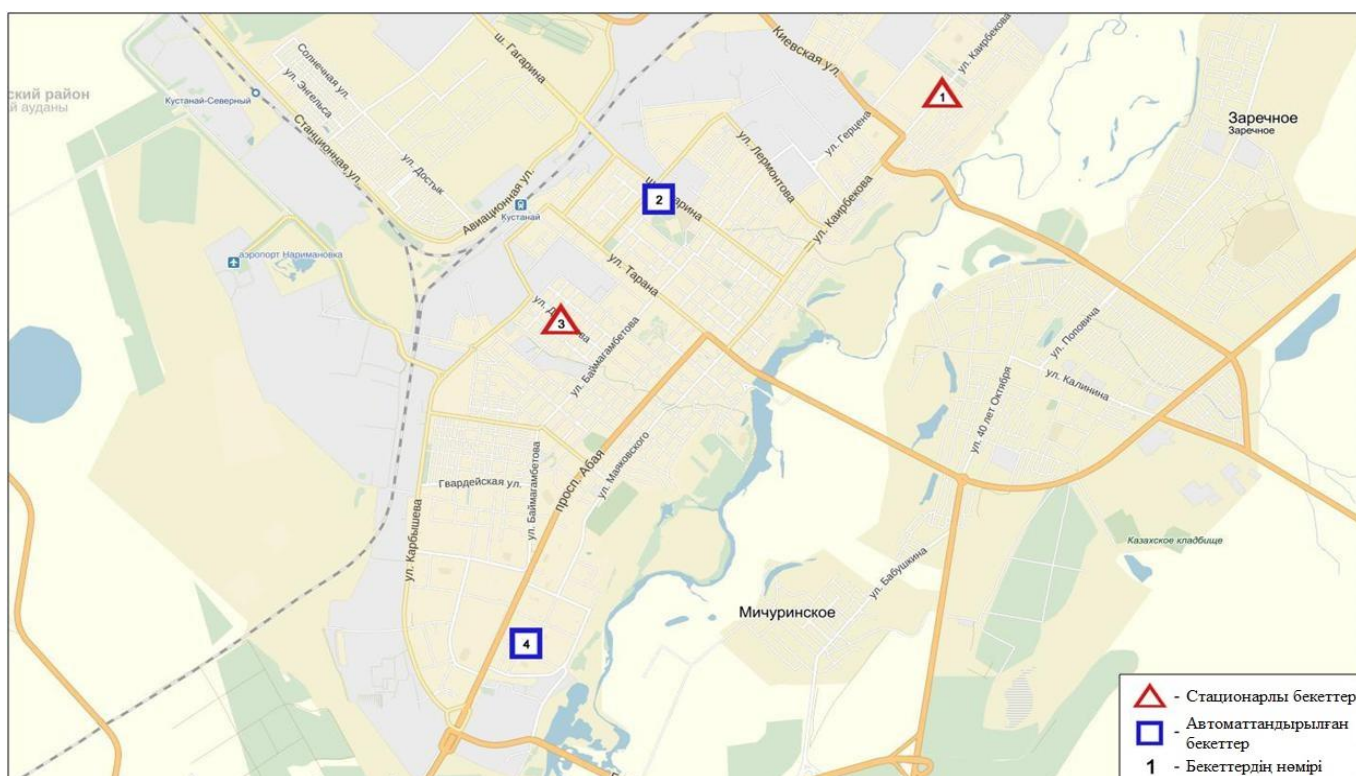 ский район
й ауданы
Кустанай-Северный
Солнечная ул.
ул. Энгельса
Станционная ул.
ул. Достык
ш. Гагарина
Авиационная ул.
Кустанай
аэропорт Наримановка
Киевская ул.
ул. Каирбекова
1
ул. Герцена
ул. Лермонтова
ул. Каирбекова
Заречное
Заречное
2
ул. Тарана
3
ул. Баймагамбетова
ул. Поповича
ул. Калинина
ул. 40 лет Октября
Гвардейская ул.
ул. Баймагамбетова
просп. Абая
ул. Маяковского
ул. Карбышева
Казахское кладбище
ул. Бабушкина
Мичуринское
4
- Стационарлы бекеттер
- Автоматтандырылған
бекеттер
1 - Бекеттердің нөмірі